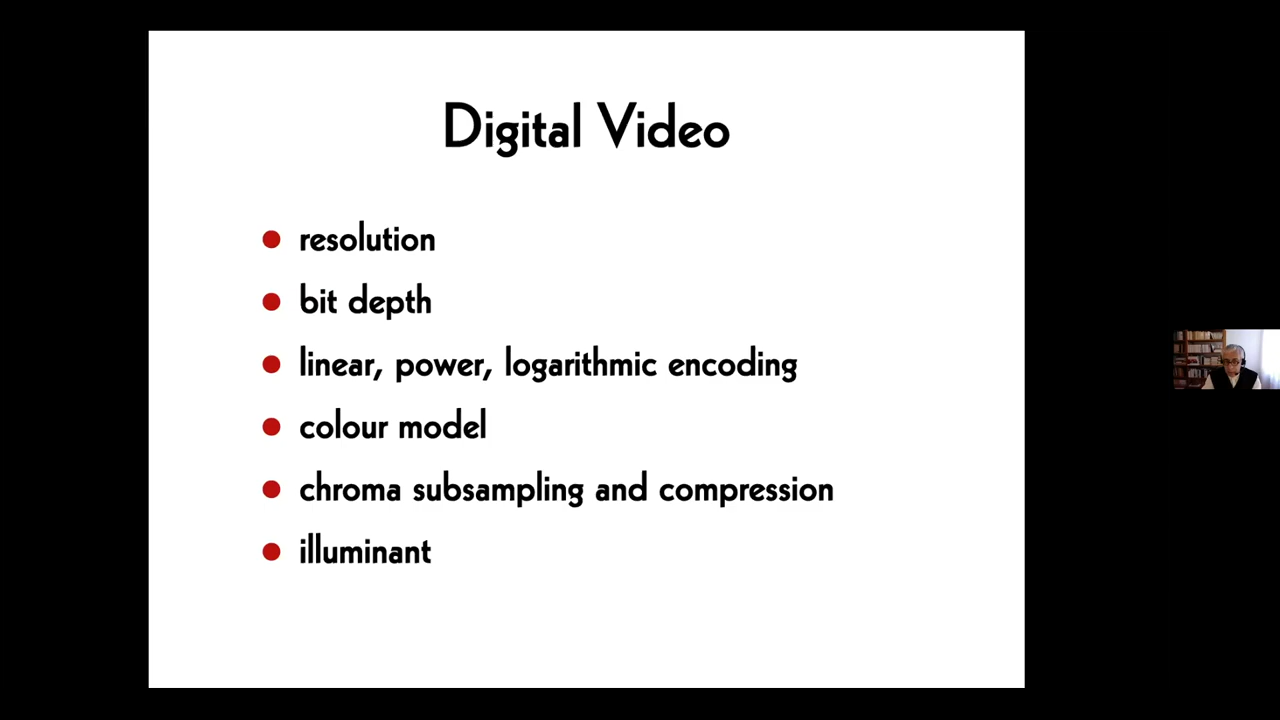 Digital Video
resolution
bit depth
linear, power, logarithmic encoding
colour model
chroma subsampling and compression
illuminant